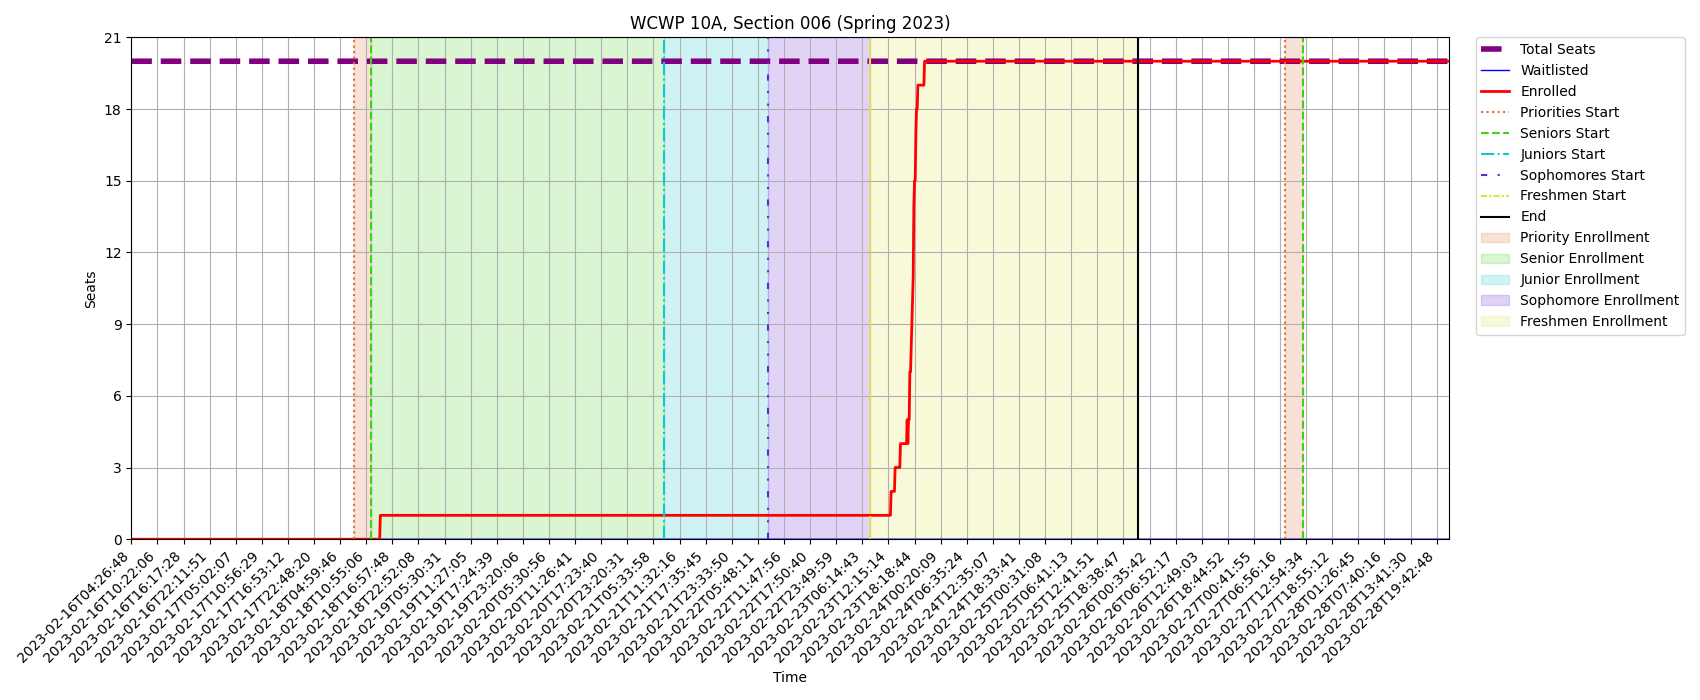 WCWP 10A, Section 006 (Spring 2023)
21
18
15
12
9
6
3
0
Seats
2023-02-16T04:26:48
2023-02-16T10:22:06
2023-02-16T16:17:28
2023-02-16T22:11:51
2023-02-17T05:02:07
2023-02-17T10:56:29
2023-02-17T16:53:12
2023-02-17T22:48:20
2023-02-18T04:59:46
2023-02-18T10:55:06
2023-02-18T16:57:48
2023-02-18T22:52:08
2023-02-19T05:30:31
2023-02-19T11:27:05
2023-02-19T17:24:39
2023-02-19T23:20:06
2023-02-20T05:30:56
2023-02-20T11:26:41
2023-02-20T17:23:40
2023-02-20T23:20:31
2023-02-21T05:33:58
2023-02-21T11:32:16
2023-02-21T17:35:45
2023-02-21T23:33:50
2023-02-22T05:48:11
2023-02-22T11:47:56
2023-02-22T17:50:40
2023-02-22T23:49:59
2023-02-23T06:14:43
2023-02-23T12:15:14
2023-02-23T18:18:44
2023-02-24T00:20:09
2023-02-24T06:35:24
2023-02-24T12:35:07
2023-02-24T18:33:41
2023-02-25T00:31:08
2023-02-25T06:41:13
2023-02-25T12:41:51
2023-02-25T18:38:47
2023-02-26T00:35:42
2023-02-26T06:52:17
2023-02-26T12:49:03
2023-02-26T18:44:52
2023-02-27T00:41:55
2023-02-27T06:56:16
2023-02-27T12:54:34
2023-02-27T18:55:12
2023-02-28T01:26:45
2023-02-28T07:40:16
2023-02-28T13:41:30
2023-02-28T19:42:48
Time
Total Seats
Waitlisted
Enrolled
Priorities Start
Seniors Start
Juniors Start
Sophomores Start
Freshmen Start
End
Priority Enrollment
Senior Enrollment
Junior Enrollment
Sophomore Enrollment
Freshmen Enrollment